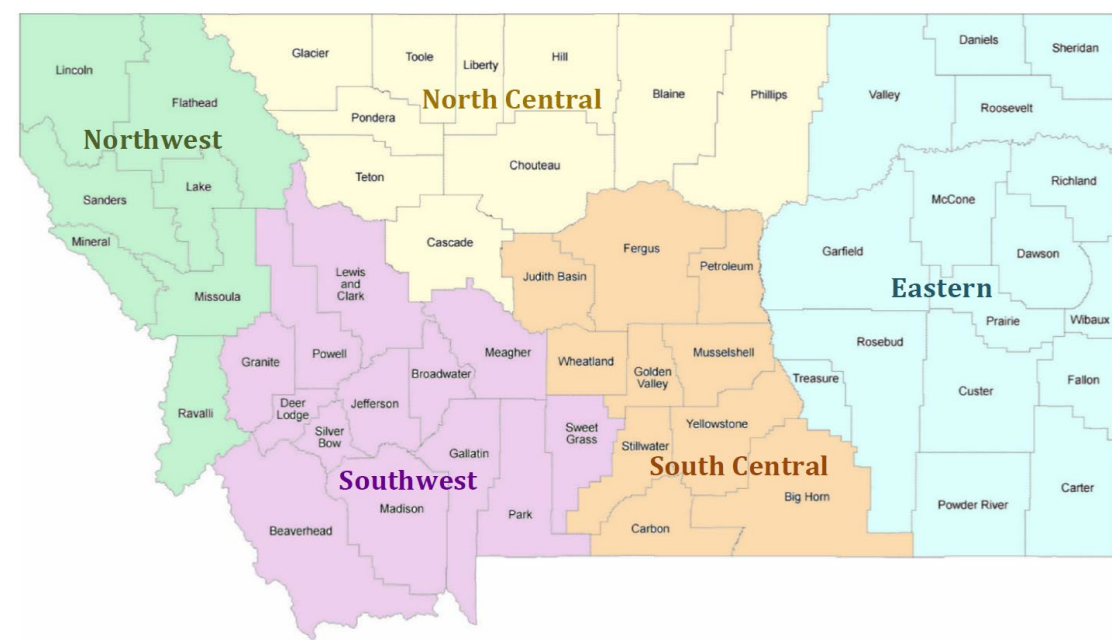 Glacier
Toole
Liberty
Hill
Daniels
Sheridan
Lincoln
Flathead
North Central
Blaine
Phillips
Valley
Roosevelt
Pondera
Northwest
Chouteau
Teton
Lake
Sanders
McCone
Richland
Mineral
Cascade
Fergus
Garfield
Dawson
Judith Basin
Petroleum
Lewis
and
Clark
Missoula
Eastern
Prairie
Wibaux
Granite
Powell
Meagher
Wheatland
Musselshell
Rosebud
Golden
Valley
Broadwater
Treasure
Fallon
Custer
Deer
Lodge
Jefferson
Ravalli
Silver
Bow
Sweet
Grass
Yellowstone
Stillwater
Gallatin
Southwest
South Central
Madison
Park
Big Horn
Carter
Powder River
Beaverhead
Carbon